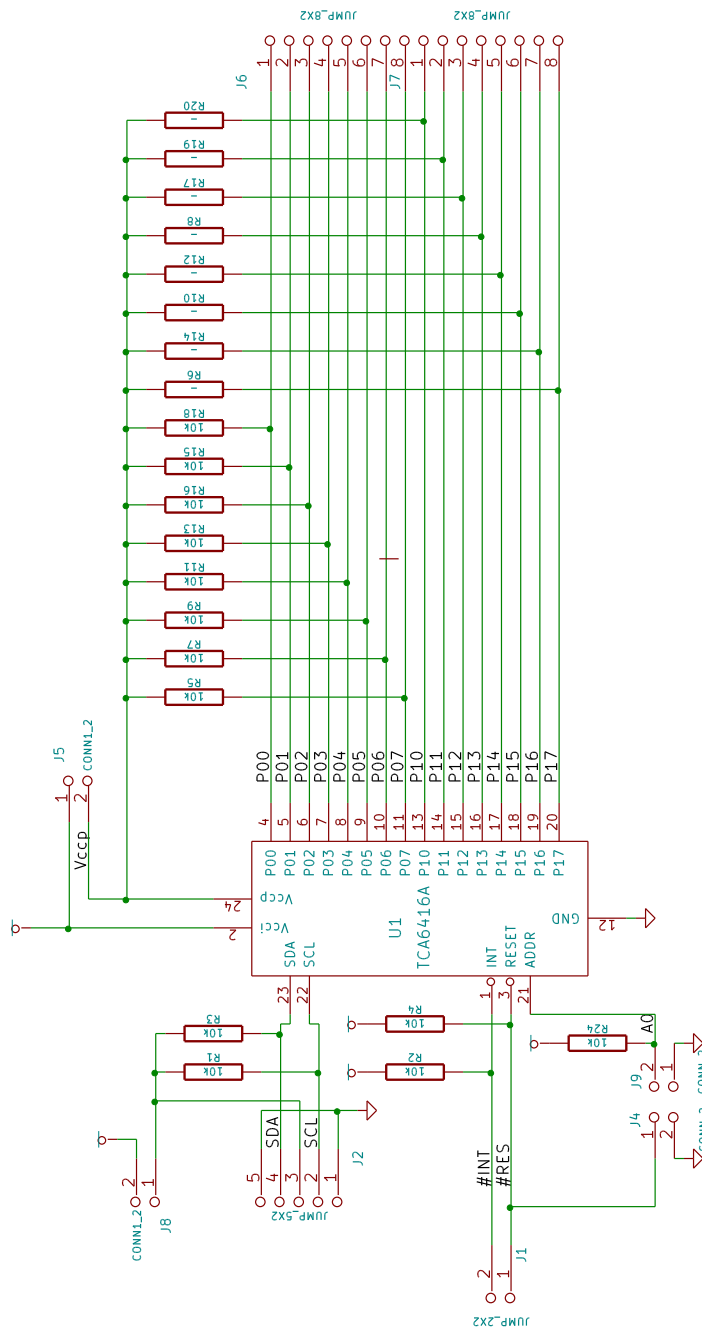 JUMP_8X2
JUMP_8X2
J6
1
2
3
4
5
6
7
8
J7
1
2
3
4
5
6
7
8
R20
-
R19
-
R17
-
R8
-
R12
-
R10
-
R14
-
R6
-
R18
10k
R15
10k
R16
10k
R13
10k
R11
10k
R9
10k
R7
10k
R5
10k
J5
CONN1_2
1
2
Vccp
P00
P01
P02
P03
P04
P05
P06
P07
P10
P11
P12
P13
P14
P15
P16
P17
4
5
6
7
8
9
10
11
13
14
15
16
17
18
19
20
P00
P01
P02
P03
P04
P05
P06
P07
P10
P11
P12
P13
P14
P15
P16
P17
24
Vccp
2
Vcci
U1
TCA6416A
GND
12
SDA
SCL
INT
RESET
ADDR
23
22
1
3
21
R3
10k
R1
10k
R4
10k
R2
10k
R24
10k
A0
J9
2
1
CONN_2
J4
1
2
CONN_2
SDA
SCL
5
4
3
2
1
J2
JUMP_5X2
2
1
CONN1_2
J8
#INT
#RES
2
1
J1
JUMP_2X2